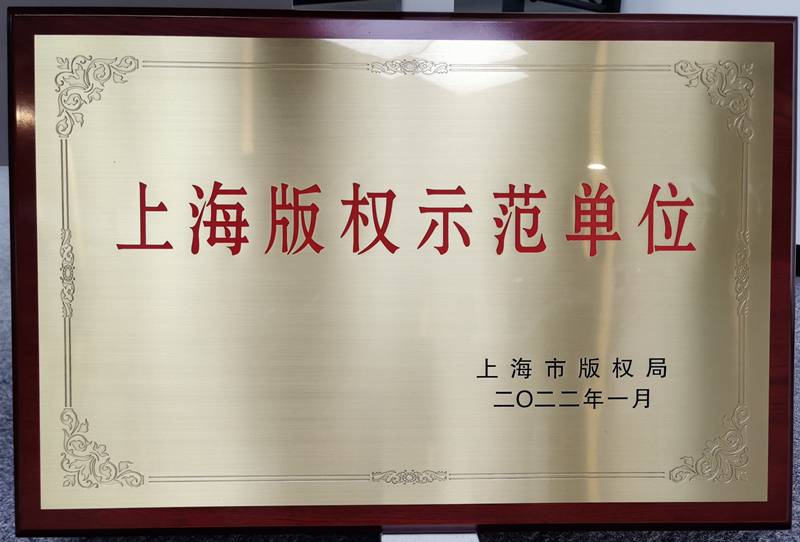 上海版权示范单位
上海市版权局
二〇二二年一月